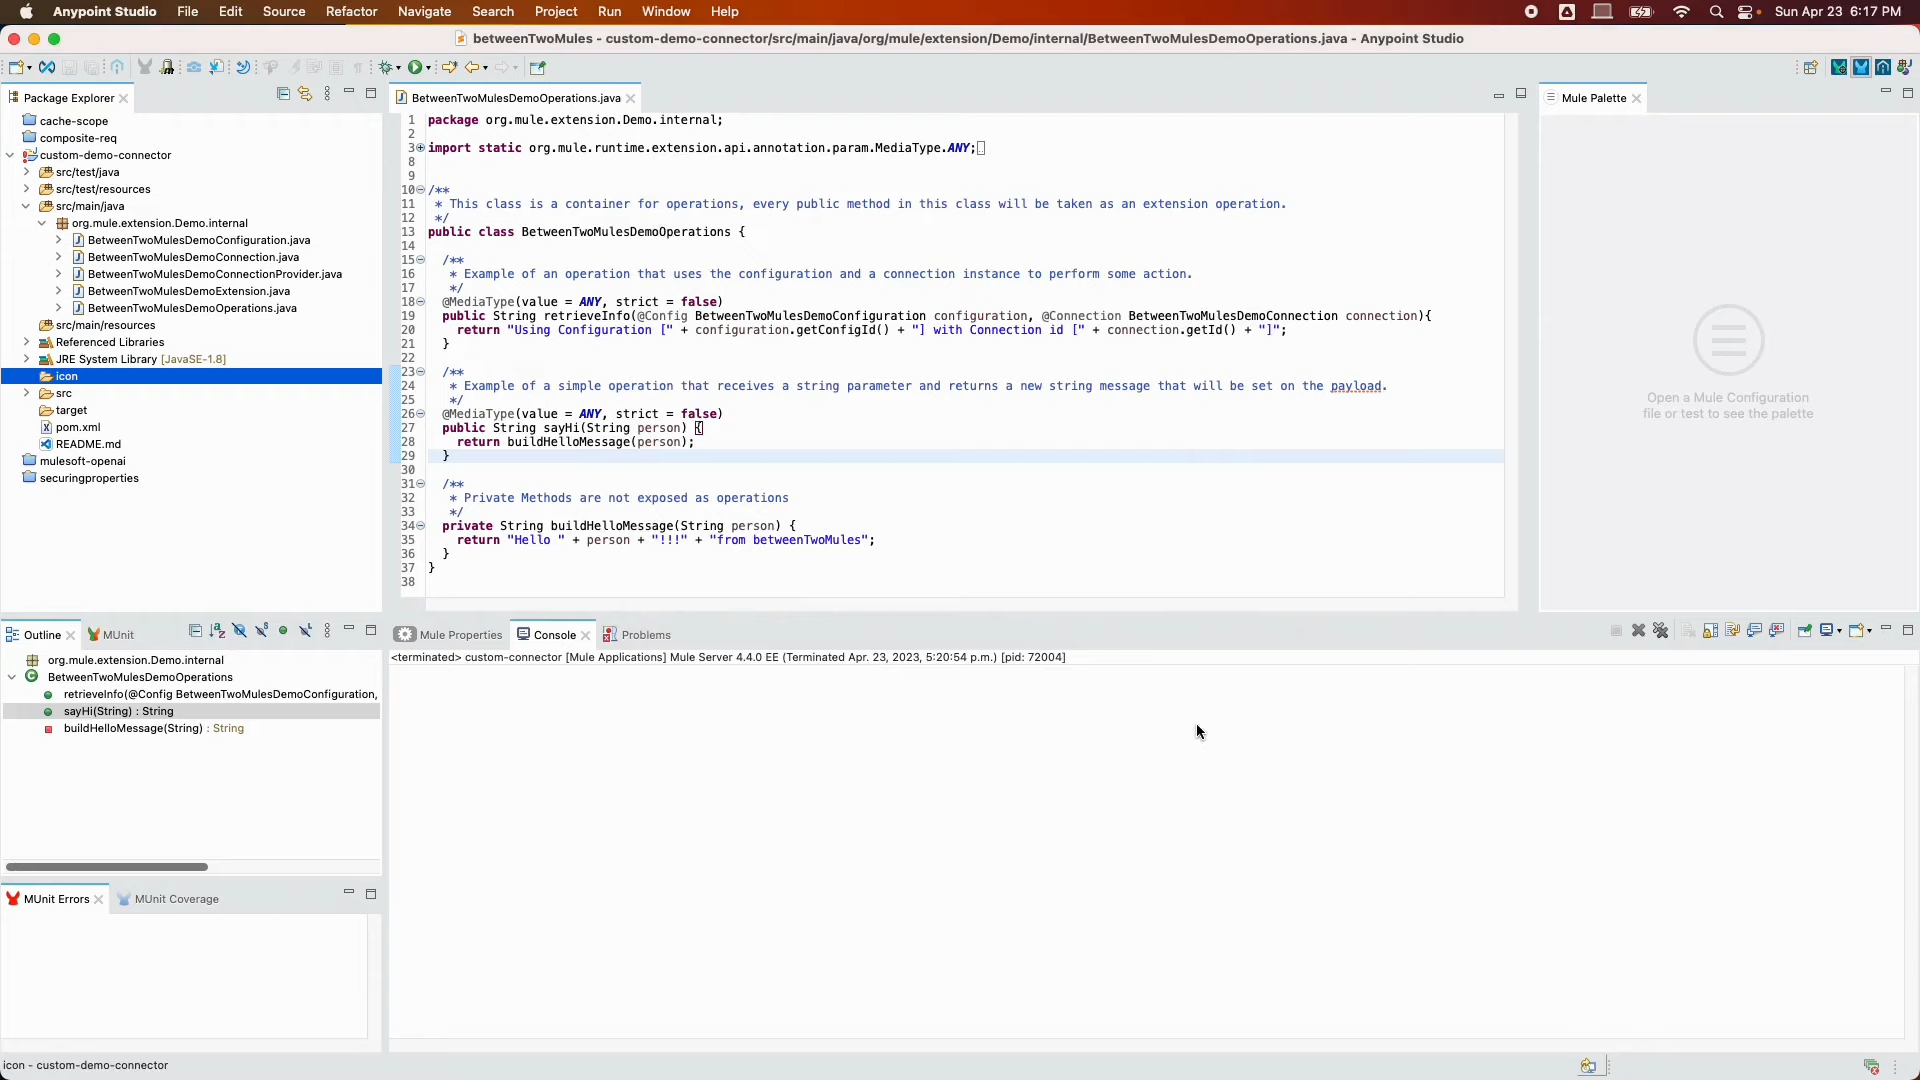 Anypoint Studio File Edit Source Refactor Navigate Search Project Run Window Help Sun Apr 23 6:17 PM
betweenTwoMules - custom-demo-connector/src/main/java/org/mule/extension/Demo/internal/BetweenTwoMulesDemoOperations.java - Anypoint Studio
Package Explorer
cache-scope
composite-req
custom-demo-connector
src/test/java
src/test/resources
src/main/java
org.mule.extension.Demo.internal
BetweenTwoMulesDemoConfiguration.java
BetweenTwoMulesDemoConnection.java
BetweenTwoMulesDemoConnectionProvider.java
BetweenTwoMulesDemoExtension.java
BetweenTwoMulesDemoOperations.java
src/main/resources
Referenced Libraries
JRE System Library [JavaSE-1.8]
icon
src
target
pom.xml
README.md
mulesoft-openai
securingproperties
BetweenTwoMulesDemoOperations.java
1 package org.mule.extension.Demo.internal;
2
3 import static org.mule.runtime.extension.api.annotation.param.MediaType.ANY;
8
9
10 /**
11 * This class is a container for operations, every public method in this class will be taken as an extension operation.
12 */
13 public class BetweenTwoMulesDemoOperations {
14
15 /**
16 * Example of an operation that uses the configuration and a connection instance to perform some action.
17 */
18 @MediaType(value = ANY, strict = false)
19 public String retrieveInfo(@Config BetweenTwoMulesDemoConfiguration configuration, @Connection BetweenTwoMulesDemoConnection connection){
20 return "Using Configuration [" + configuration.getConfigId() + "] with Connection id [" + connection.getId() + "]";
21 }
22
23 /**
24 * Example of a simple operation that receives a string parameter and returns a new string message that will be set on the payload.
25 */
26 @MediaType(value = ANY, strict = false)
27 public String sayHi(String person) {
28 return buildHelloMessage(person);
29 }
30
31 /**
32 * Private Methods are not exposed as operations
33 */
34 private String buildHelloMessage(String person) {
35 return "Hello " + person + "!!!" + "from betweenTwoMules";
36 }
37 }
38
Mule Palette
Open a Mule Configuration
file or test to see the palette
Outline MUnit
org.mule.extension.Demo.internal
BetweenTwoMulesDemoOperations
retrieveInfo(@Config BetweenTwoMulesDemoConfiguration,
sayHi(String) : String
buildHelloMessage(String) : String
Mule Properties Console Problems
<terminated> custom-connector [Mule Applications] Mule Server 4.4.0 EE (Terminated Apr. 23, 2023, 5:20:54 p.m.) [pid: 72004]
MUnit Errors MUnit Coverage
icon - custom-demo-connector